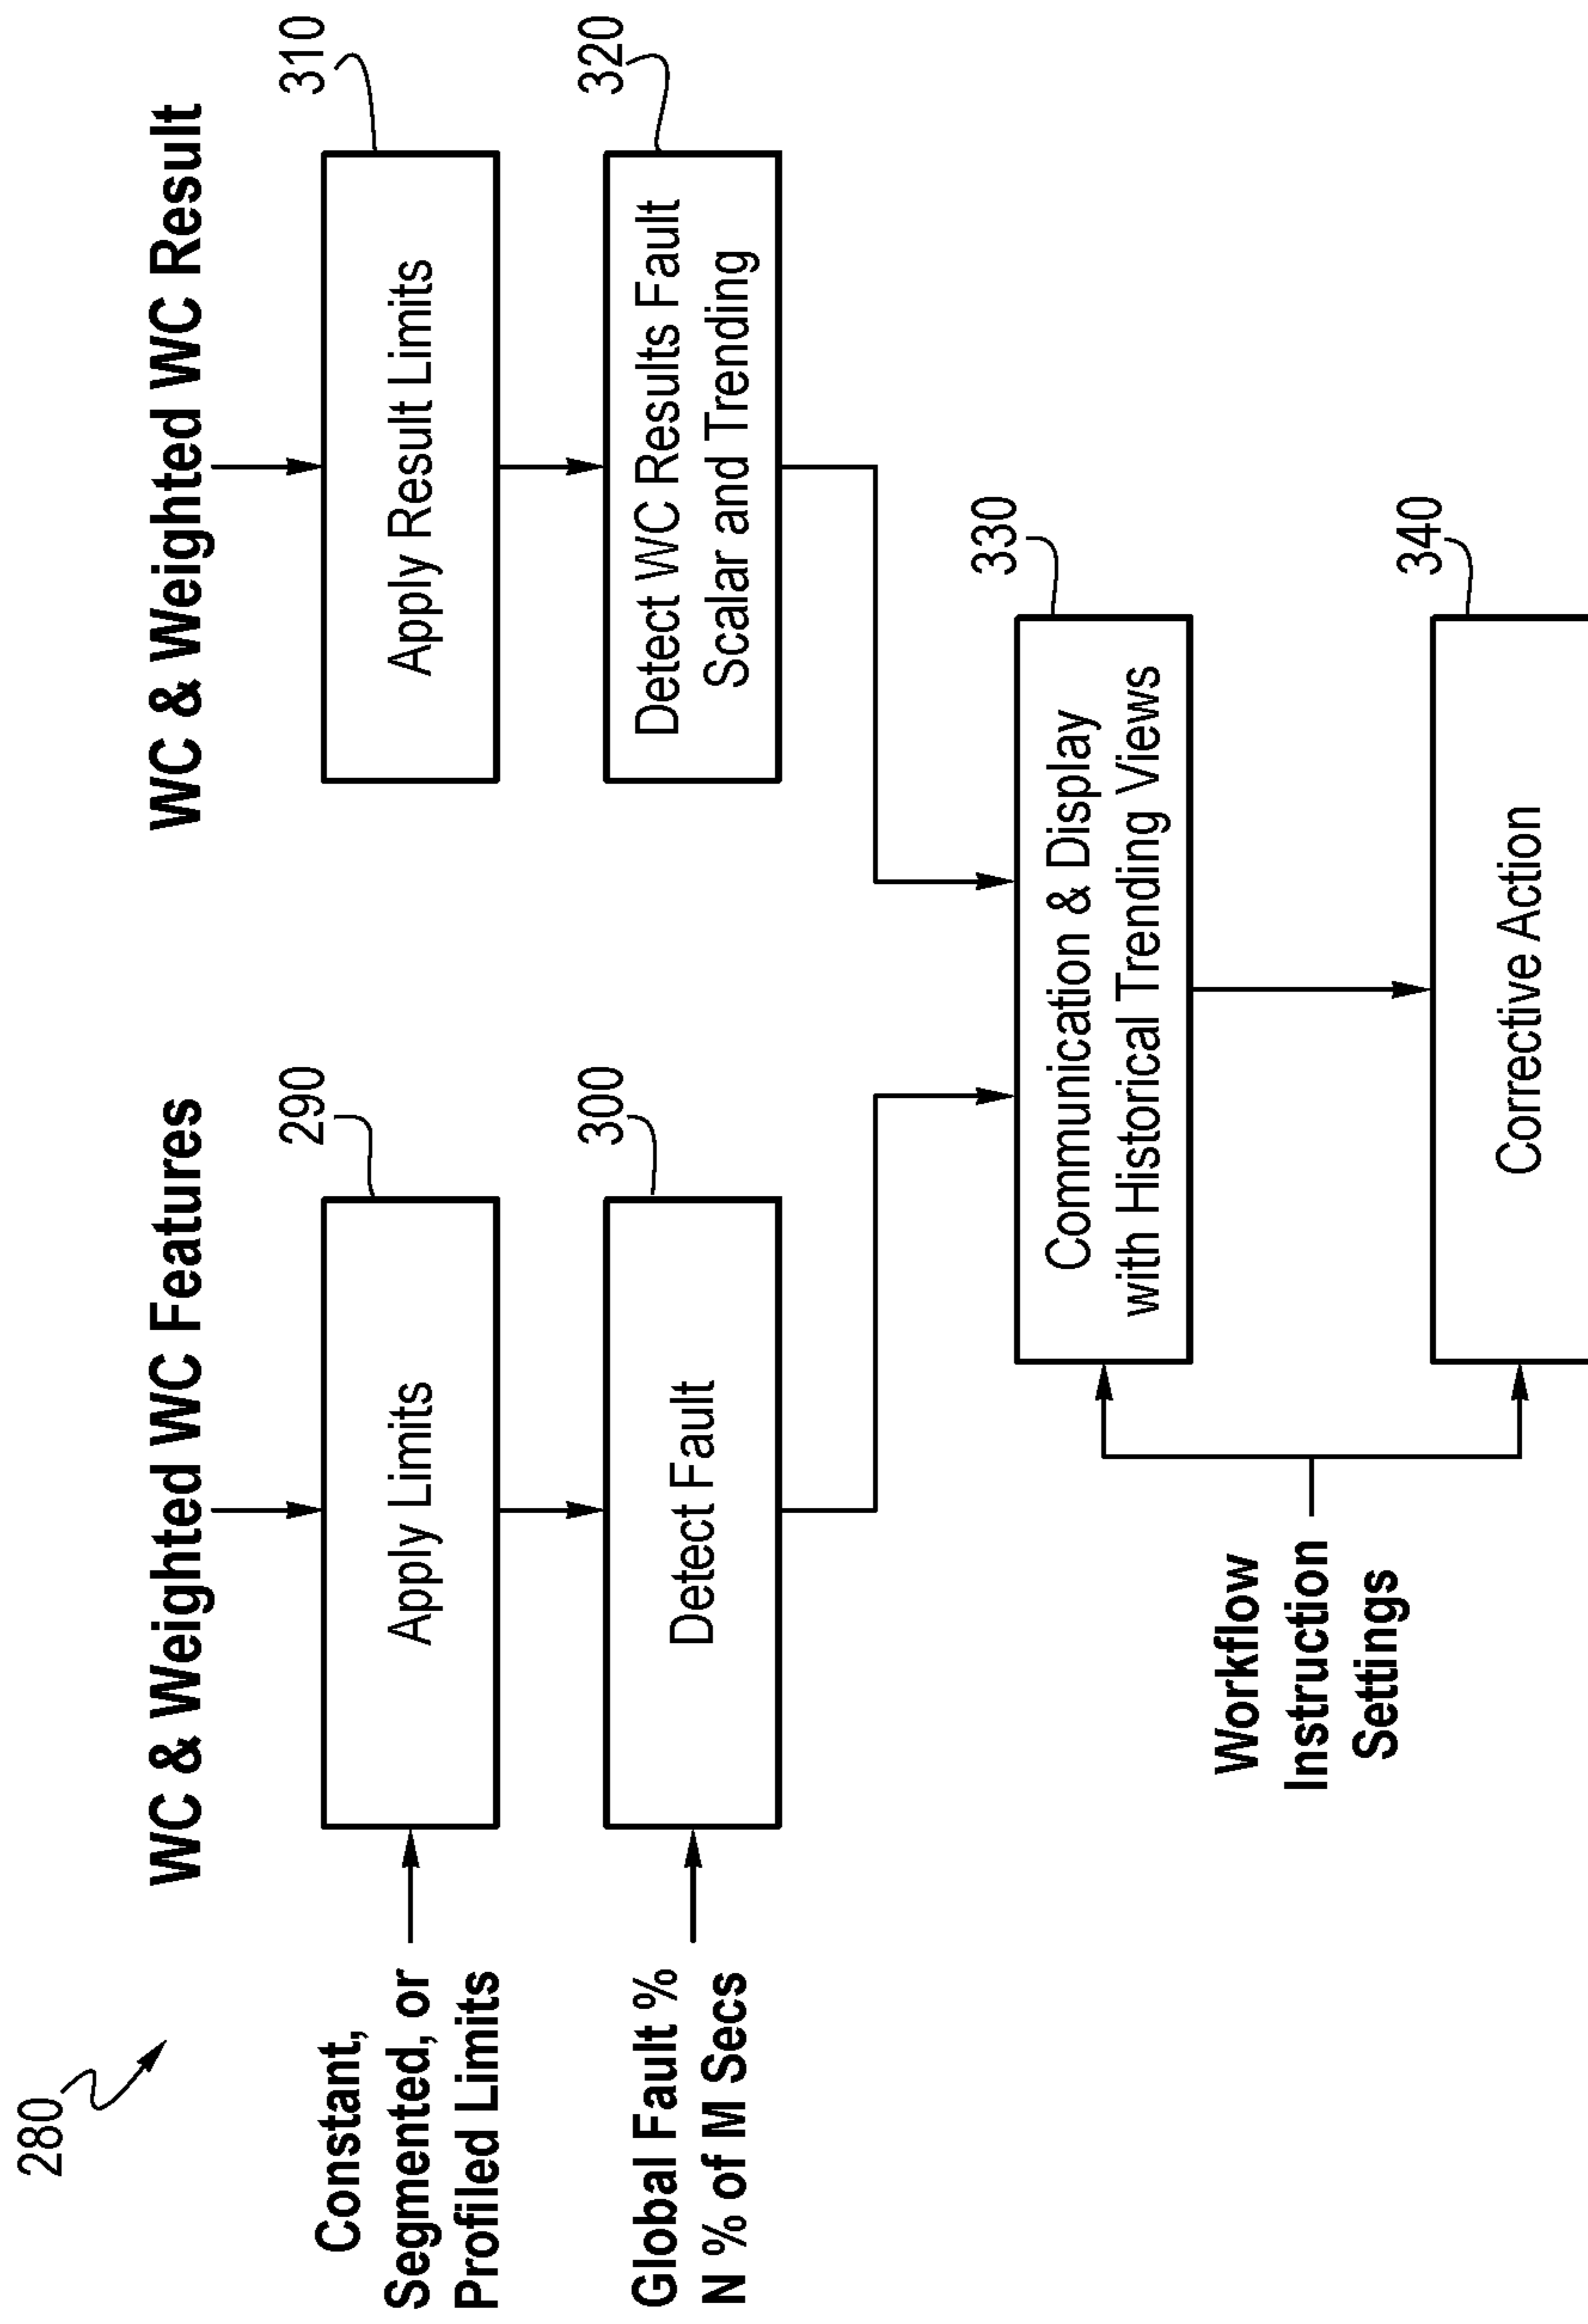 280
WC & Weighted WC Features
WC & Weighted WC Result
290
310
Constant,
Segmented, or
Profiled Limits
Apply Limits
Apply Result Limits
300
320
Global Fault %
N % of M Secs
Detect Fault
Detect WC Results Fault
Scalar and Trending
330
Communication & Display
with Historical Trending Views
Workflow
Instruction
Settings
340
Corrective Action